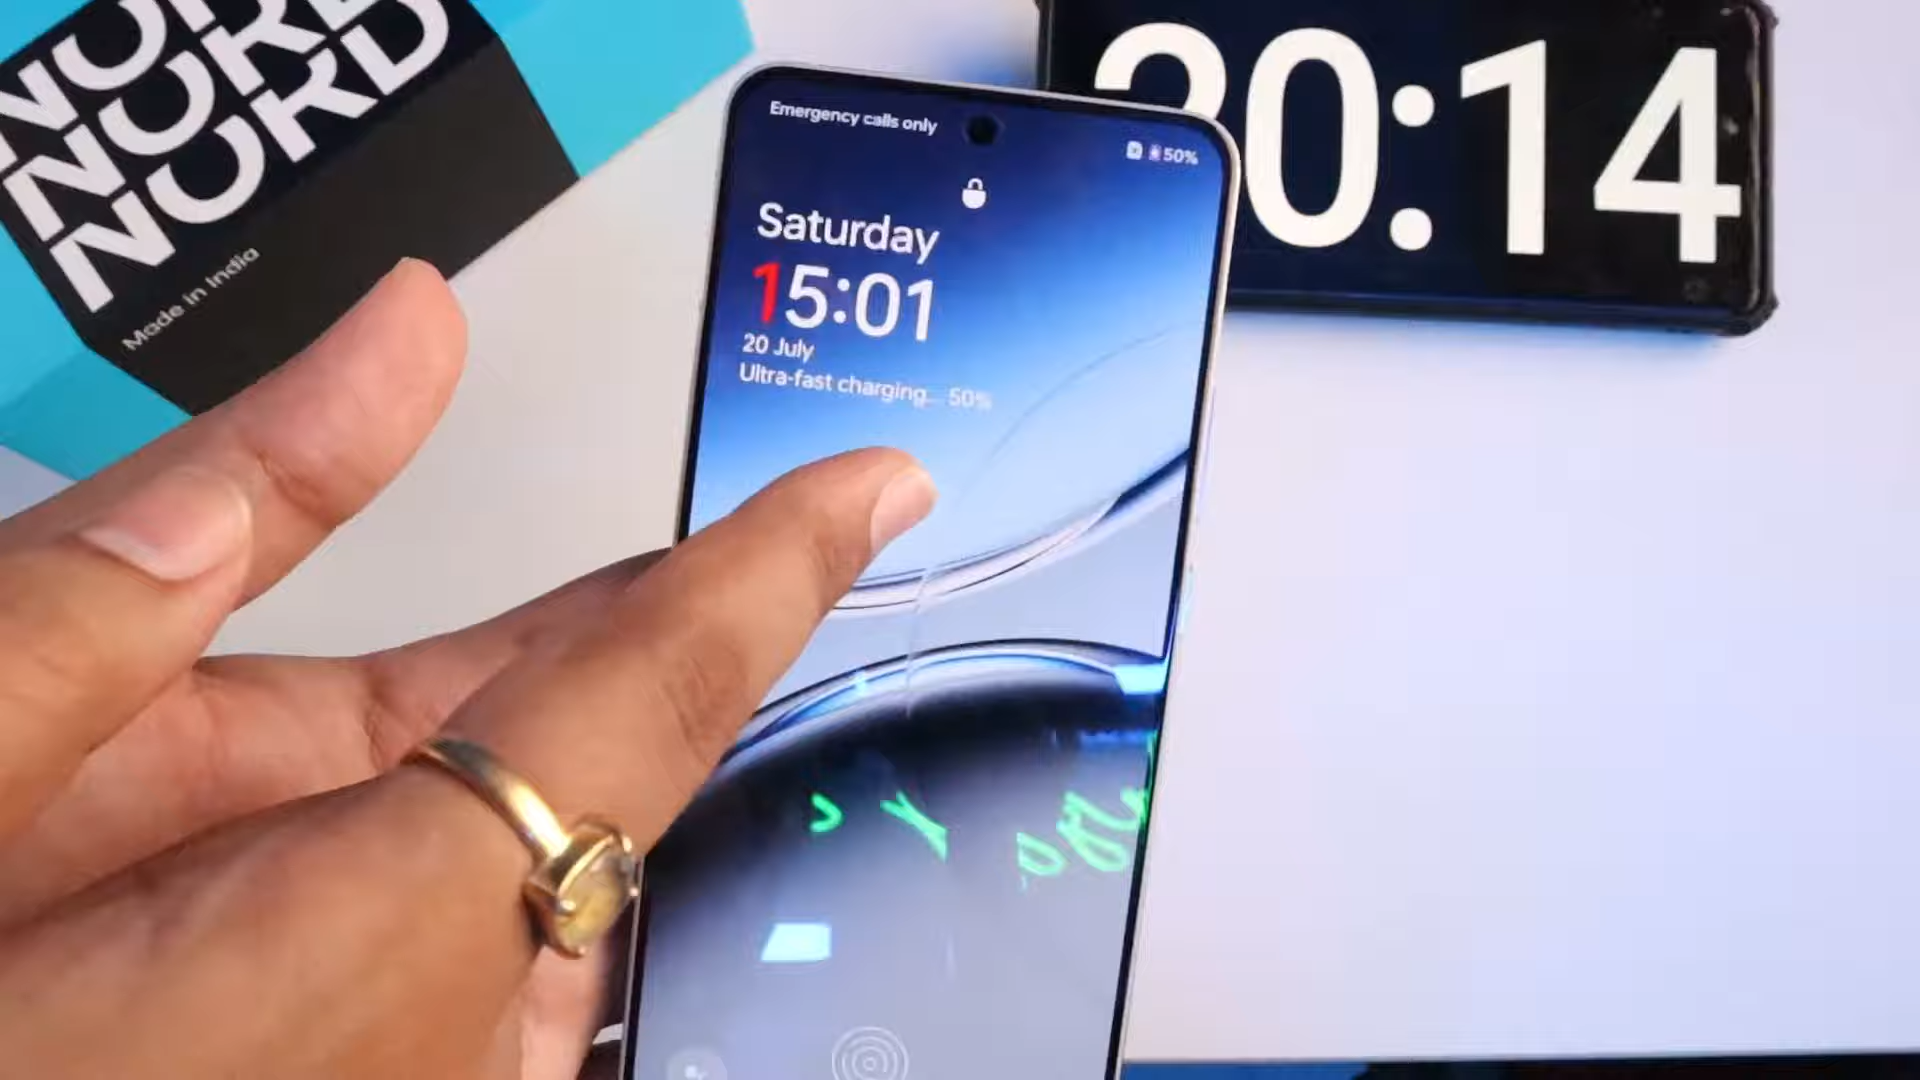 NORD
NORD
NORD
Made in India
20:14
Emergency calls only
50%
Saturday
15:01
20 July
Ultra-fast charging... 50%